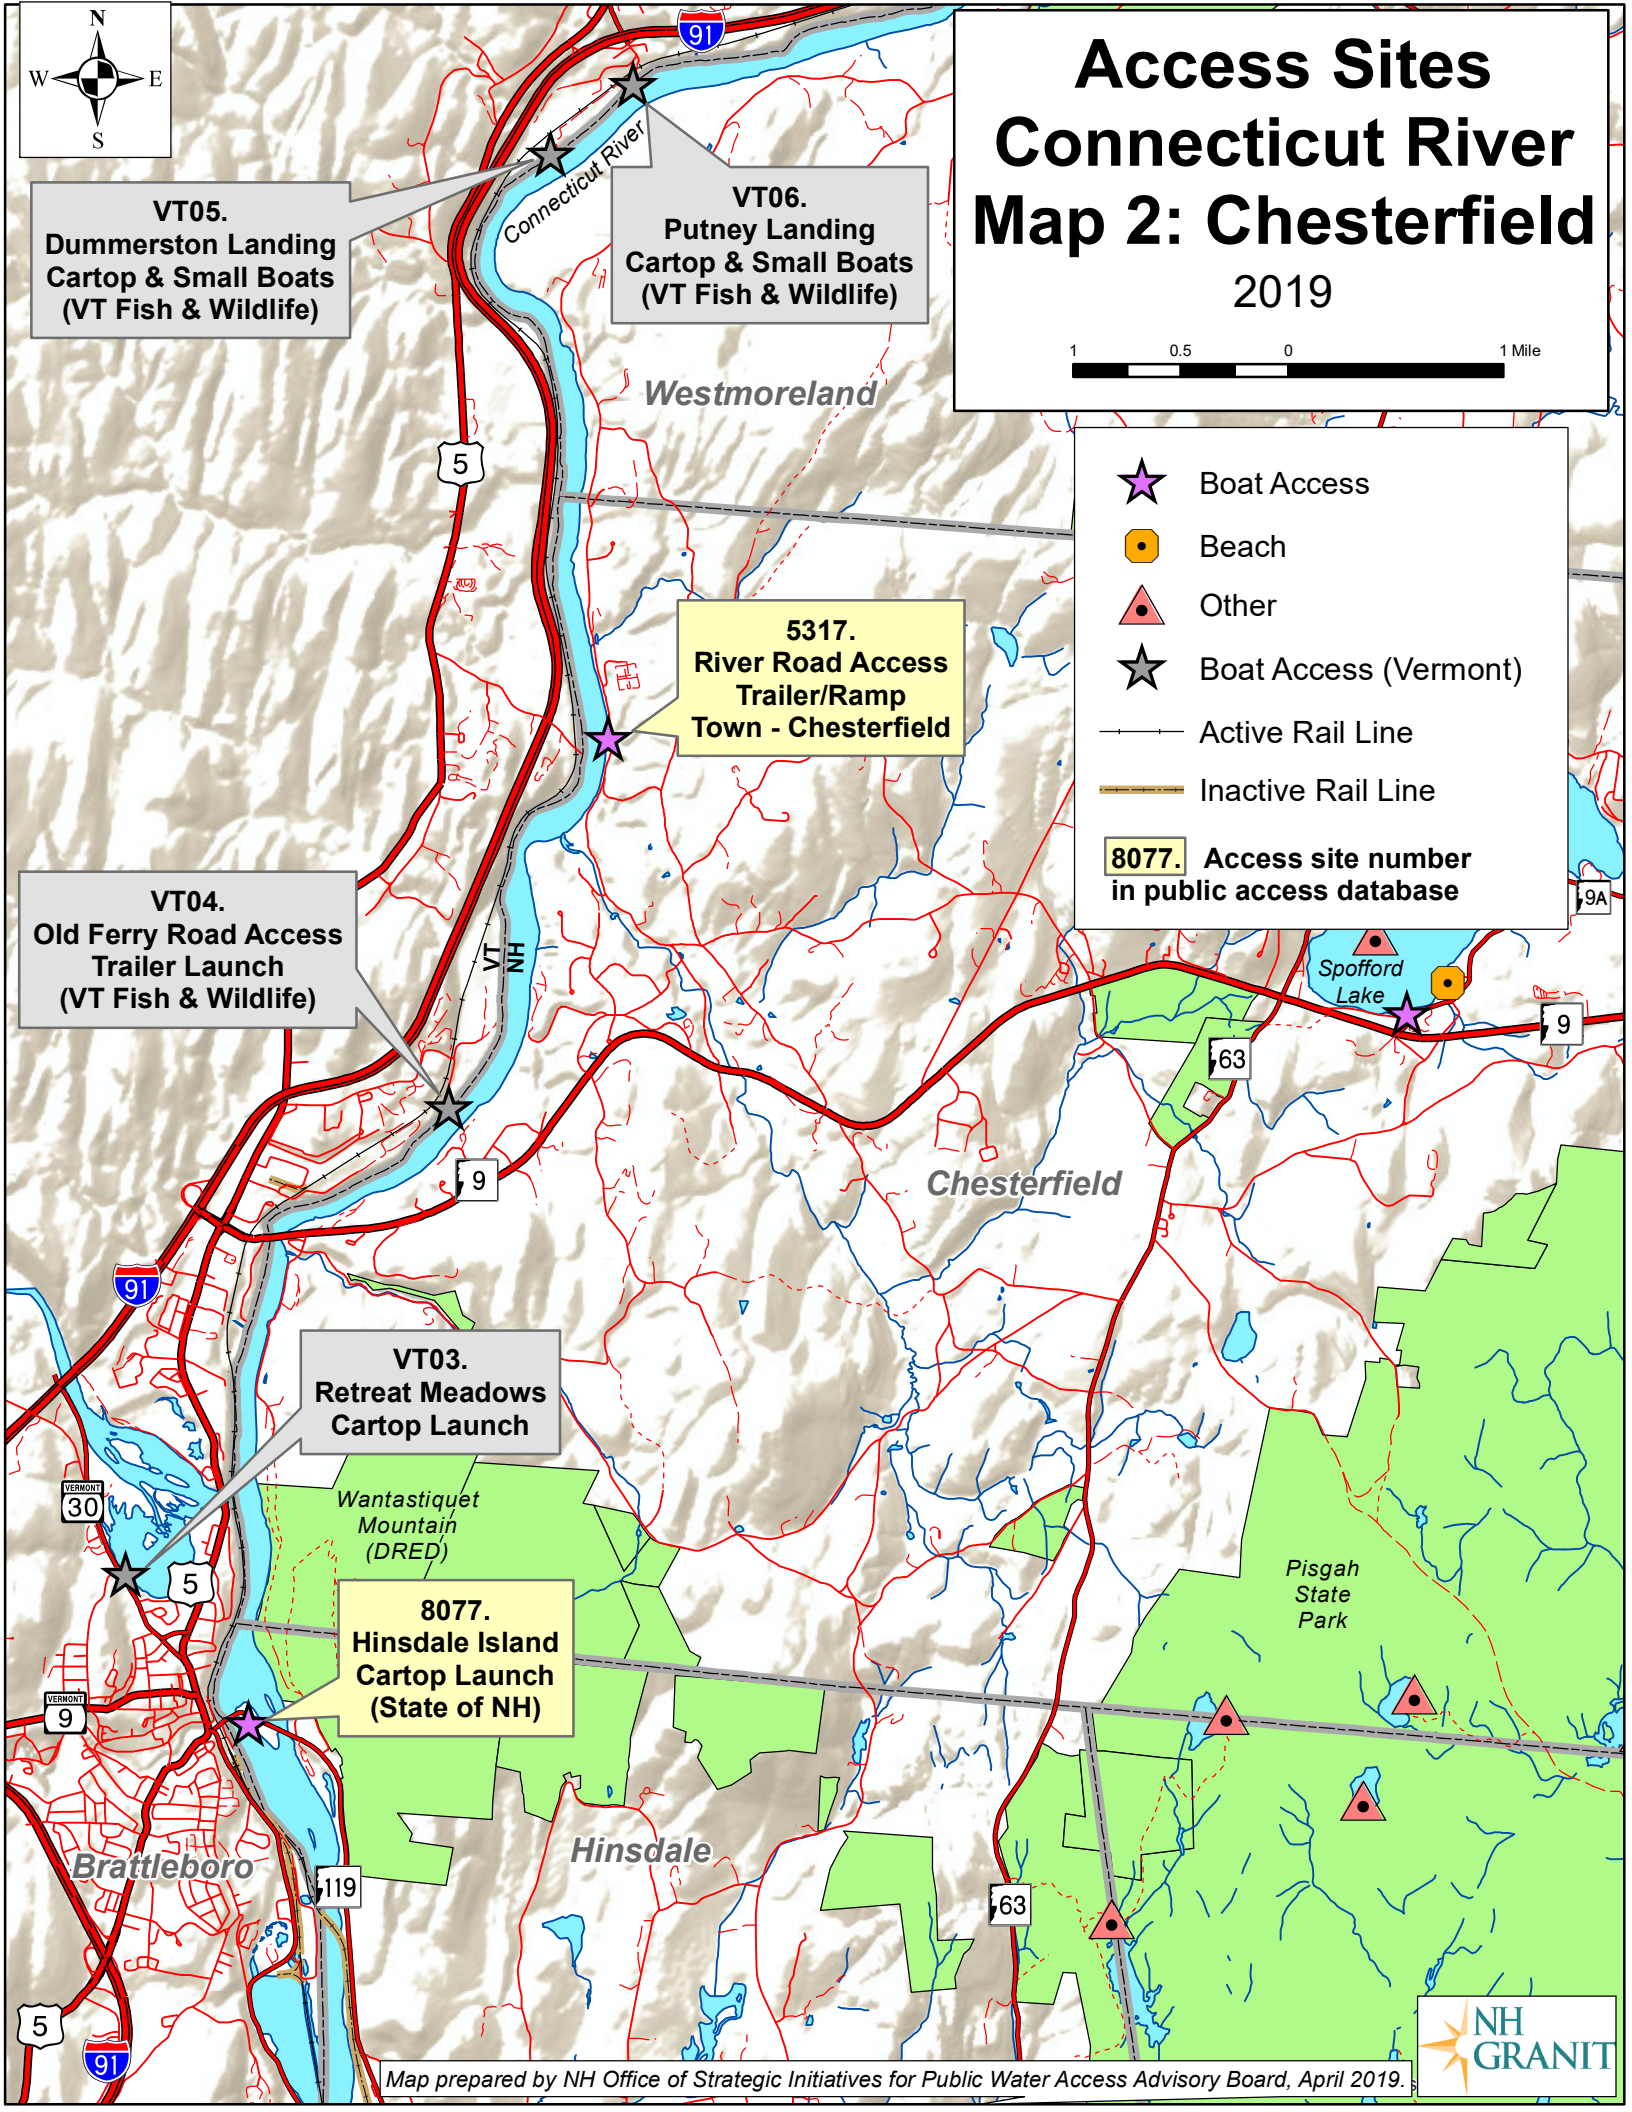 N
W E
S
91
Access Sites
Connecticut River
Map 2: Chesterfield
2019
1 0.5 0 1 Mile
VT05.
Dummerston Landing
Cartop & Small Boats
(VT Fish & Wildlife)
Connecticut River
VT06.
Putney Landing
Cartop & Small Boats
(VT Fish & Wildlife)
Westmoreland
5
Boat Access
Beach
Other
Boat Access (Vermont)
Active Rail Line
Inactive Rail Line
8077. Access site number
in public access database
5317.
River Road Access
Trailer/Ramp
Town - Chesterfield
9A
VT04.
Old Ferry Road Access
Trailer Launch
(VT Fish & Wildlife)
VT
NH
Spofford
Lake
9
63
9
Chesterfield
91
VT03.
Retreat Meadows
Cartop Launch
VERMONT
30
Wantastiquet
Mountain
(DRED)
5
Pisgah
State
Park
8077.
Hinsdale Island
Cartop Launch
(State of NH)
VERMONT
9
Brattleboro
Hinsdale
119
63
5
91
NH
GRANIT
Map prepared by NH Office of Strategic Initiatives for Public Water Access Advisory Board, April 2019.